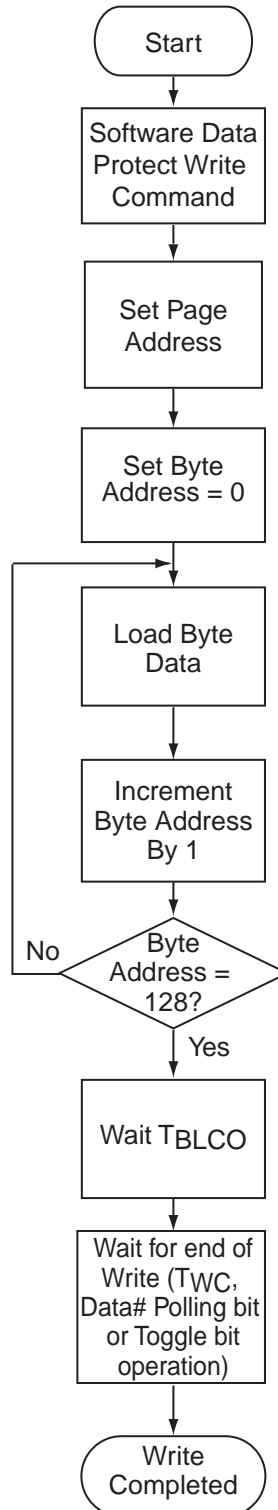 Start
Software Data
Protect Write
Command
Set Page
Address
Set Byte
Address = 0
Load Byte
Data
Increment
Byte Address
By 1
No
Byte
Address =
128?
Yes
Wait TBLCO
Wait for end of
Write (TWC,
Data# Polling bit
or Toggle bit
operation)
Write
Completed